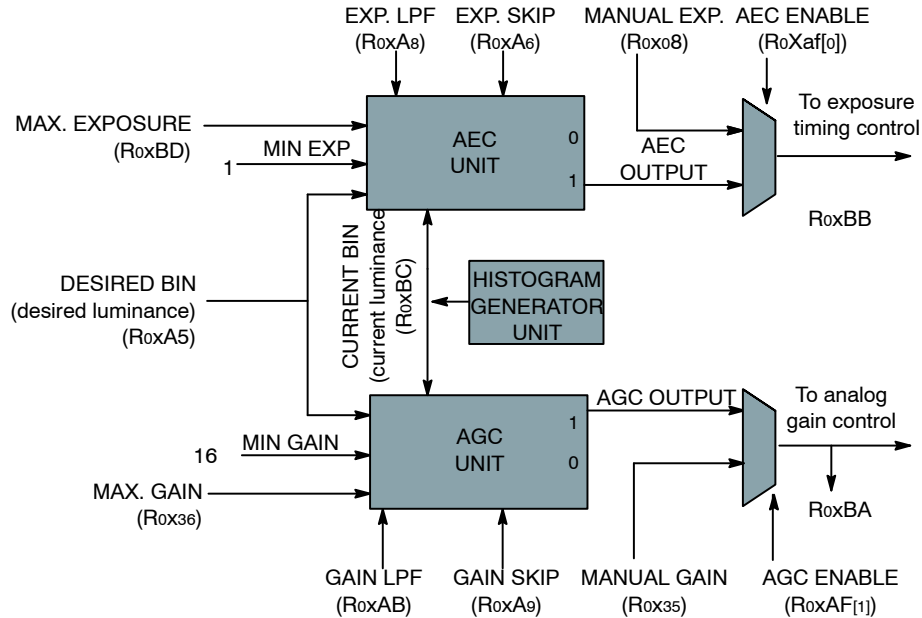 EXP. LPF
(R0xA8)
EXP. SKIP
(R0xA6)
MANUAL EXP.
(R0x08)
AEC ENABLE
(R0Xaf[0])
MAX. EXPOSURE
(R0xBD)
1
MIN EXP
AEC
UNIT
0
1
AEC
OUTPUT
To exposure
timing control
R0xBB
DESIRED BIN
(desired luminance)
(R0xA5)
CURRENT BIN
(current luminance
(R0xBC)
HISTOGRAM
GENERATOR
UNIT
16
MIN GAIN
MAX. GAIN
(R0x36)
AGC
UNIT
1
0
AGC OUTPUT
To analog
gain control
R0xBA
GAIN LPF
(R0xAB)
GAIN SKIP
(R0xA9)
MANUAL GAIN
(R0x35)
AGC ENABLE
(R0xAF[1])